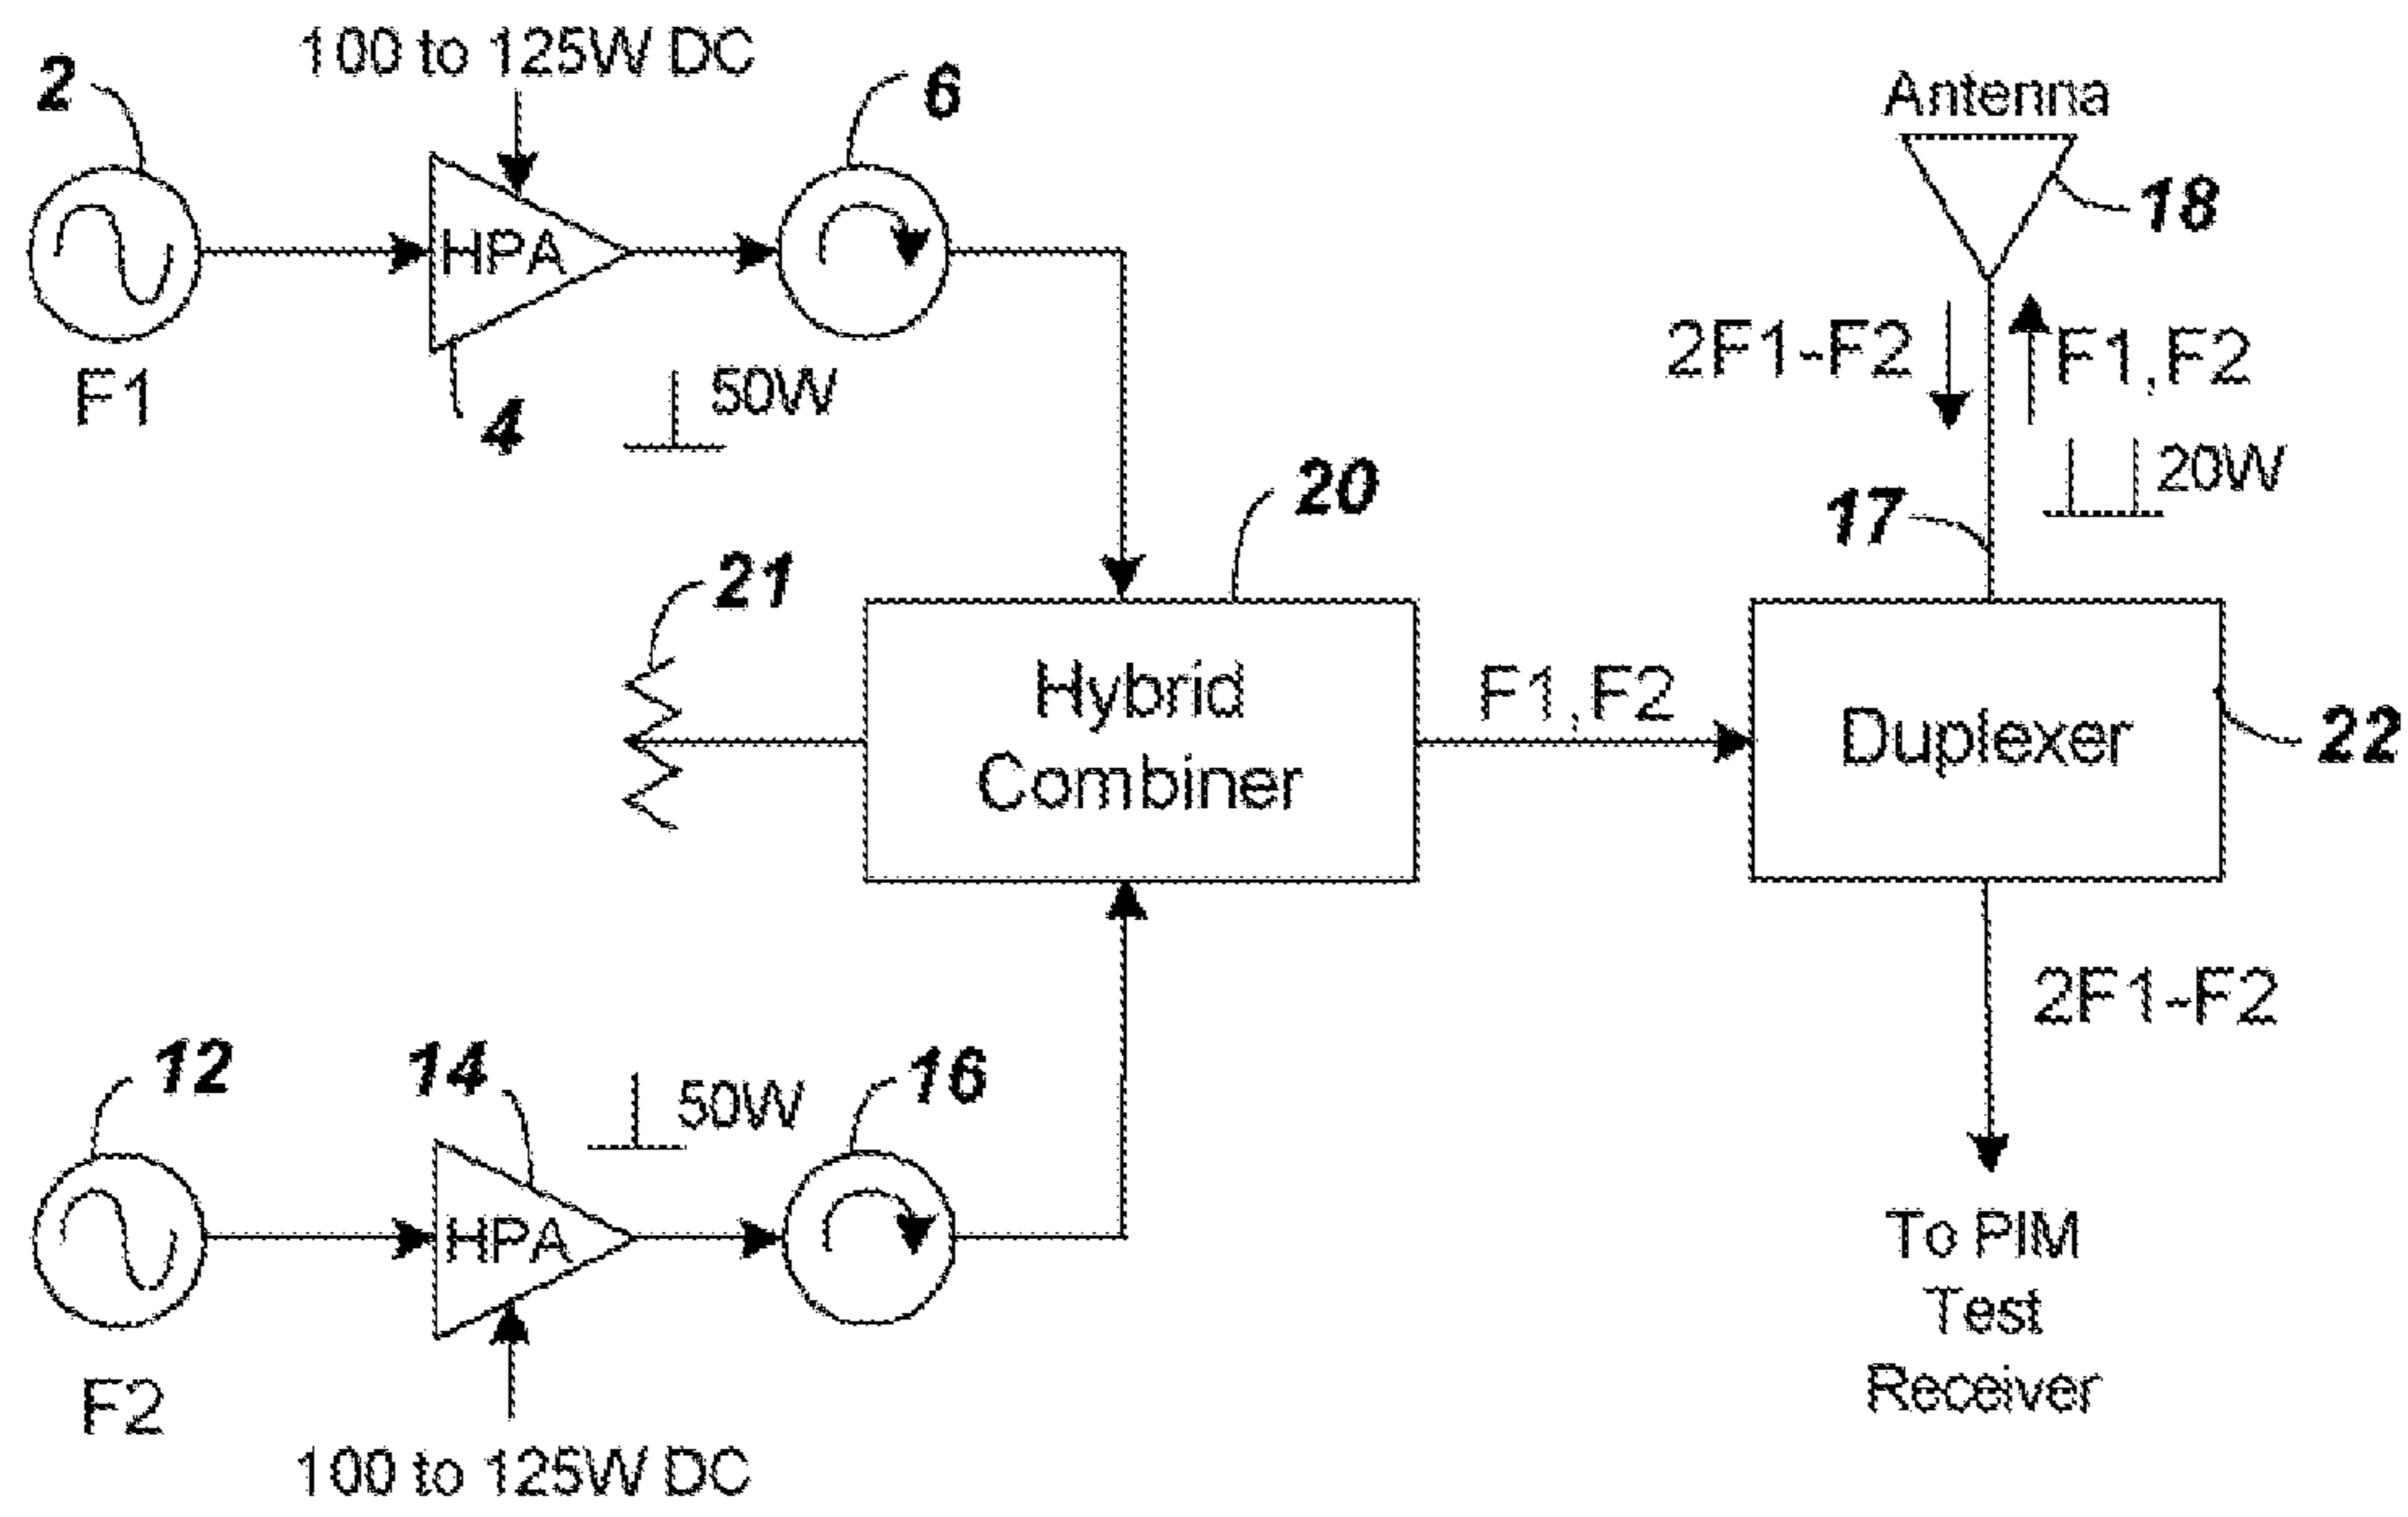 100 to 125W DC
2
6
Antenna
HPA
18
F1
4
50W
2F1-F2
F1,F2
20W
20
17
21
Hybrid
Combiner
F1,F2
Duplexer
22
2F1-F2
12
14
50W
16
HPA
To PIM
Test
Receiver
F2
100 to 125W DC